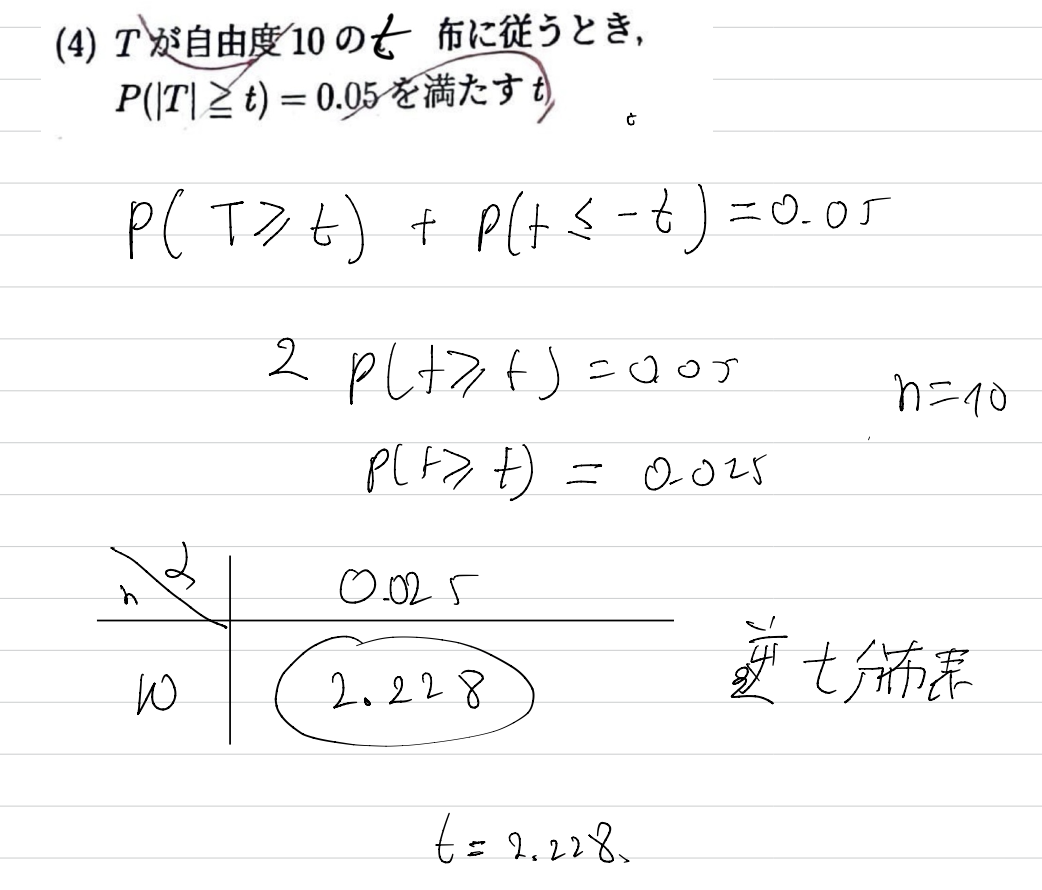 (4) T が自由度 10 の t 布に従うとき,
P(|T| ≧ t) = 0.05 を満たす t
t
P( T ≥ t) + P(t ≤ -t) = 0.05
2 P(t ≥ t) = 0.05
n=10
P(t ≥ t) = 0.025
n α 0.025
10 2.228
逆 t 分布表
t = 2.228、